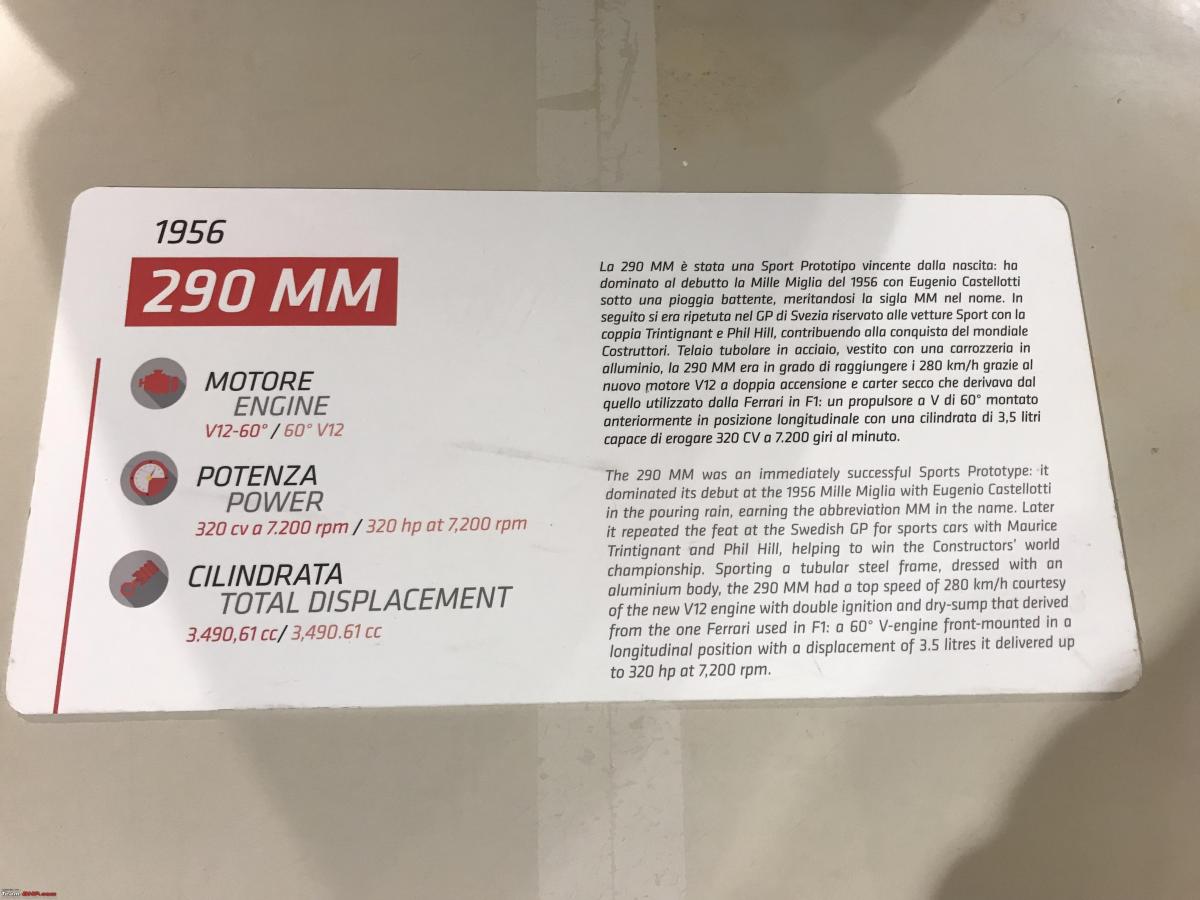 1956
290 MM
MOTORE
ENGINE
V12-60° / 60° V12
POTENZA
POWER
320 cv a 7.200 rpm / 320 hp at 7,200 rpm
CILINDRATA
TOTAL DISPLACEMENT
3.490,61 cc/ 3,490.61 cc
La 290 MM è stata una Sport Prototipo vincente dalla nascita: ha
dominato al debutto la Mille Miglia del 1956 con Eugenio Castellotti
sotto una pioggia battente, meritandosi la sigla MM nel nome. In
seguito si era ripetuta nel GP di Svezia riservato alle vetture Sport con la
coppia Trintignant e Phil Hill, contribuendo alla conquista del mondiale
Costruttori. Telaio tubolare in acciaio, vestito con una carrozzeria in
alluminio, la 290 MM era in grado di raggiungere i 280 km/h grazie al
nuovo motore V12 a doppia accensione e carter secco che derivava dal
quello utilizzato dalla Ferrari in F1: un propulsore a V di 60° montato
anteriormente in posizione longitudinale con una cilindrata di 3,5 litri
capace di erogare 320 CV a 7.200 giri al minuto.
The 290 MM was an immediately successful Sports Prototype: it
dominated its debut at the 1956 Mille Miglia with Eugenio Castellotti
in the pouring rain, earning the abbreviation MM in the name. Later
it repeated the feat at the Swedish GP for sports cars with Maurice
Trintignant and Phil Hill, helping to win the Constructors' world
championship. Sporting a tubular steel frame, dressed with an
aluminium body, the 290 MM had a top speed of 280 km/h courtesy
of the new V12 engine with double ignition and dry-sump that derived
from the one Ferrari used in F1: a 60° V-engine front-mounted in a
longitudinal position with a displacement of 3.5 litres it delivered up
to 320 hp at 7,200 rpm.
Team-BHP.com